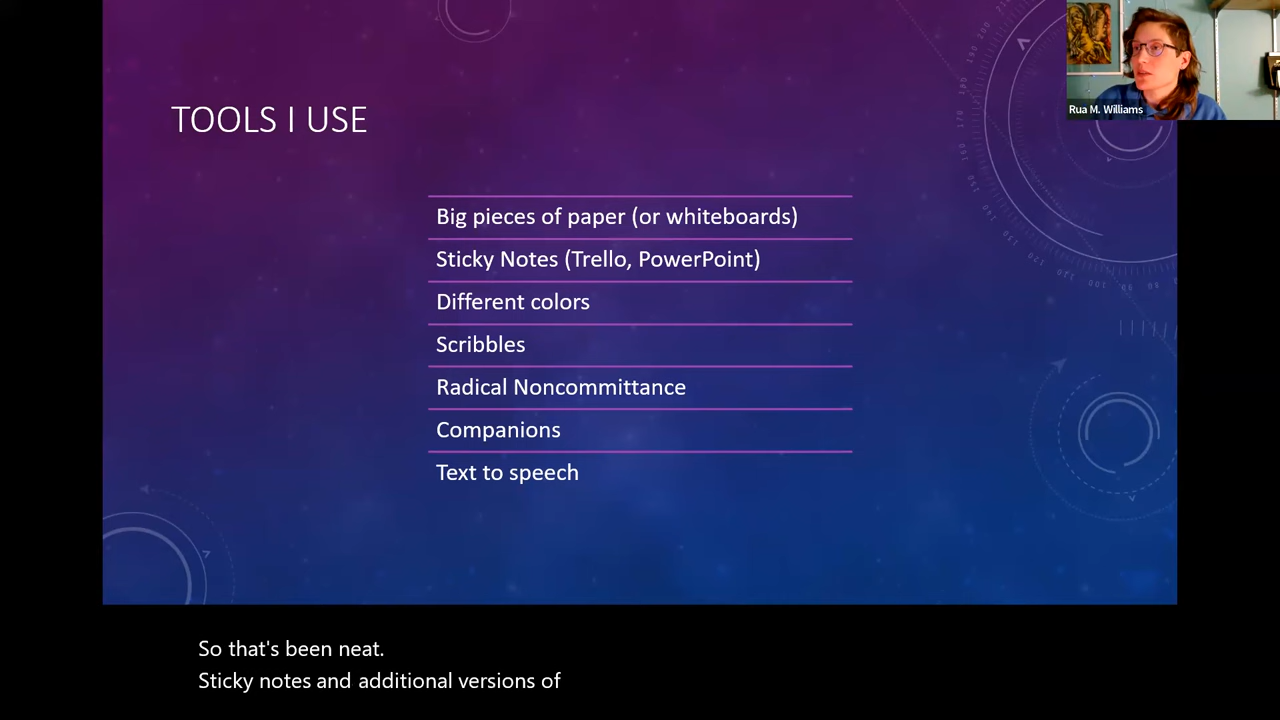 TOOLS I USE
Rua M. Williams
Big pieces of paper (or whiteboards)
Sticky Notes (Trello, PowerPoint)
Different colors
Scribbles
Radical Noncommittance
Companions
Text to speech
So that's been neat.
Sticky notes and additional versions of